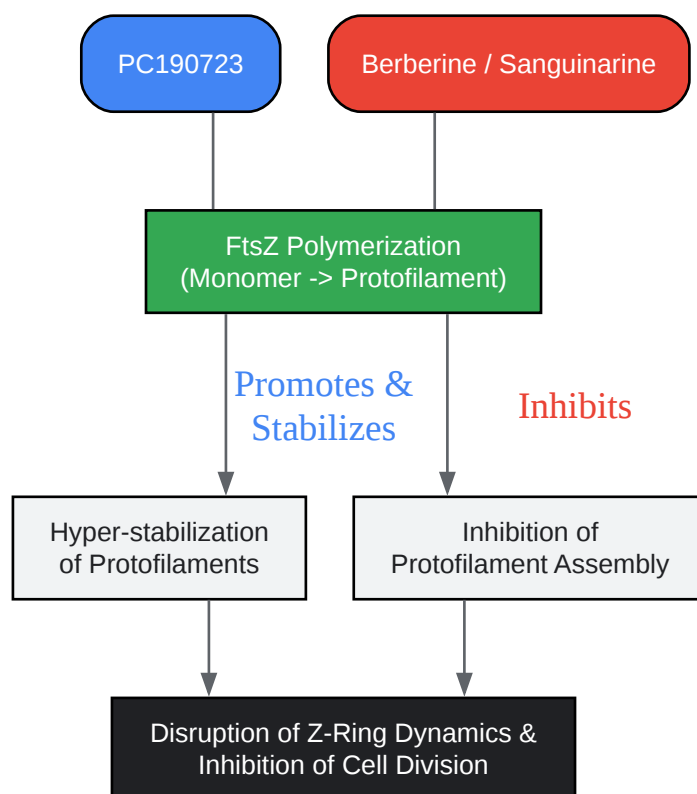 PC190723
Berberine / Sanguinarine
FtsZ Polymerization
(Monomer -> Protofilament)
Promotes &
Stabilizes
Inhibits
Hyper-stabilization
of Protofilaments
Inhibition of
Protofilament Assembly
Disruption of Z-Ring Dynamics &
Inhibition of Cell Division